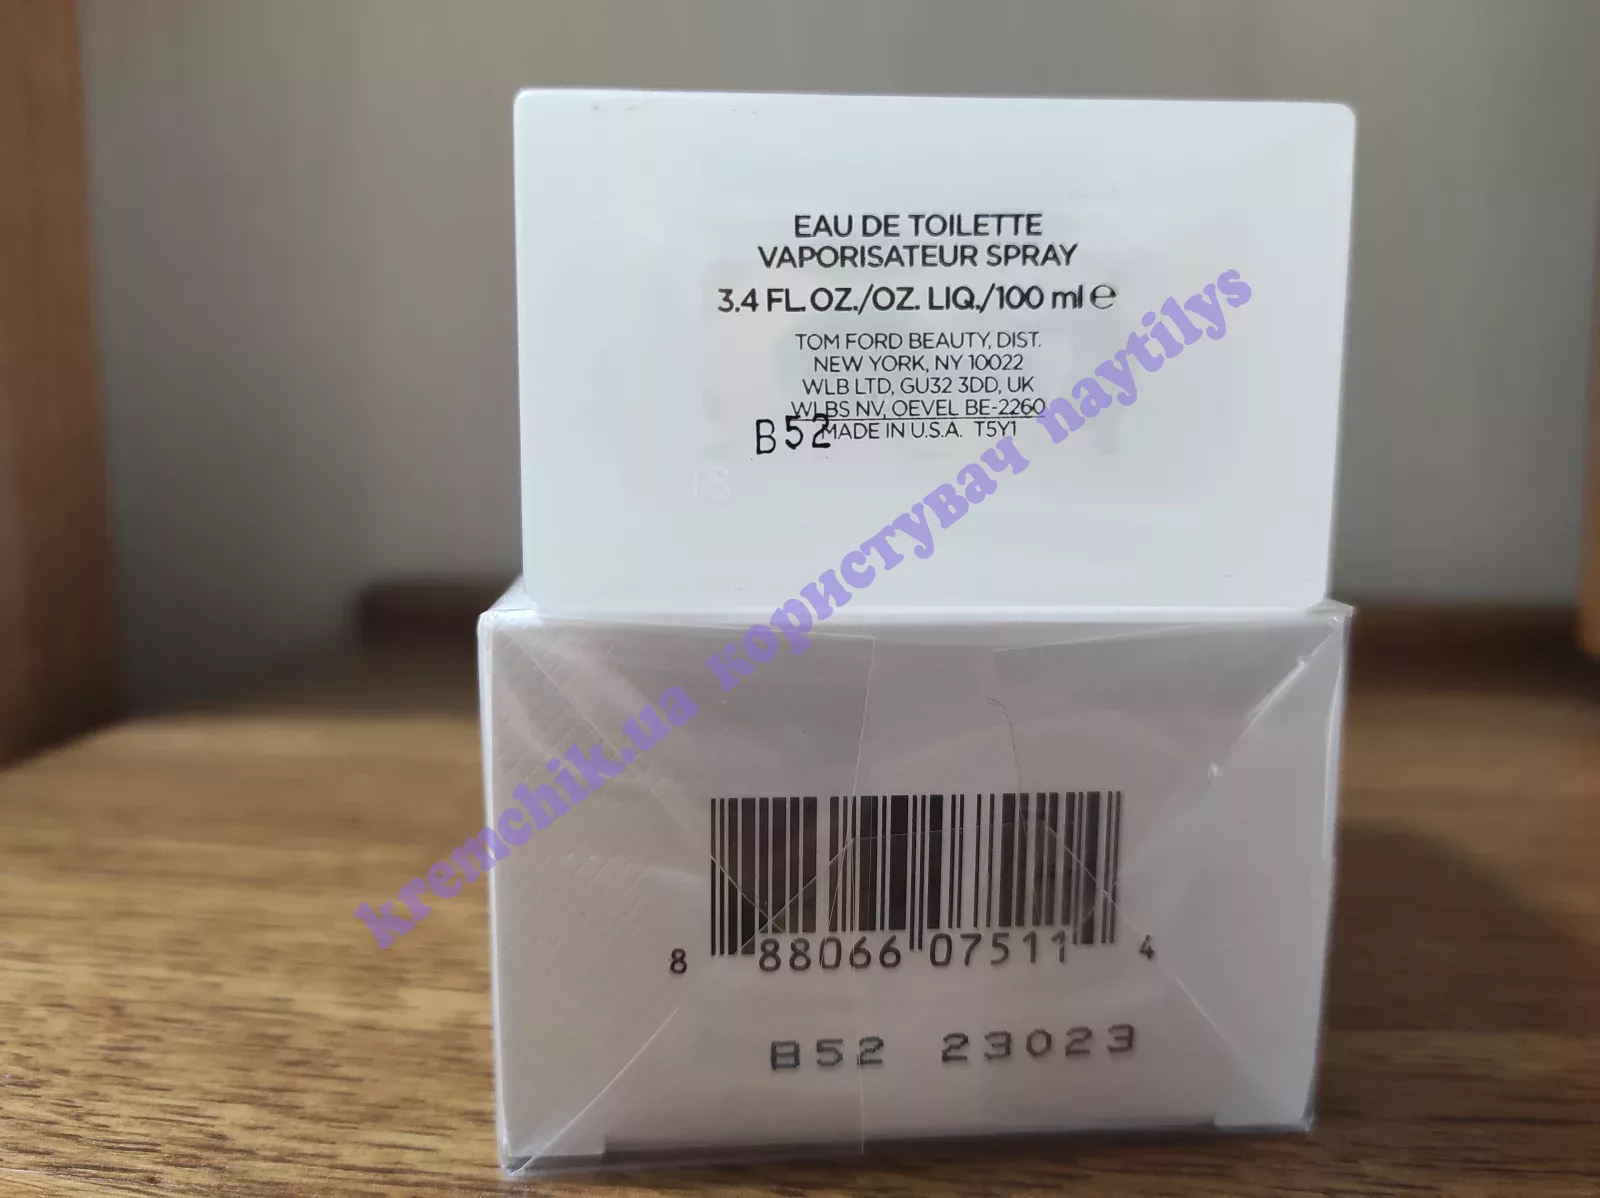 EAU DE TOILETTE
VAPORISATEUR SPRAY
3.4 FL.OZ./OZ. LIQ./100 ml ℮
TOM FORD BEAUTY, DIST.
NEW YORK, NY 10022
WLB LTD, GU32 3DD, UK
WLBS NV, OEVEL BE-2260
MADE IN U.S.A. T5Y1
B52
kremchik.ua користувач naytilys
8 88066 07511 4
B52 23023